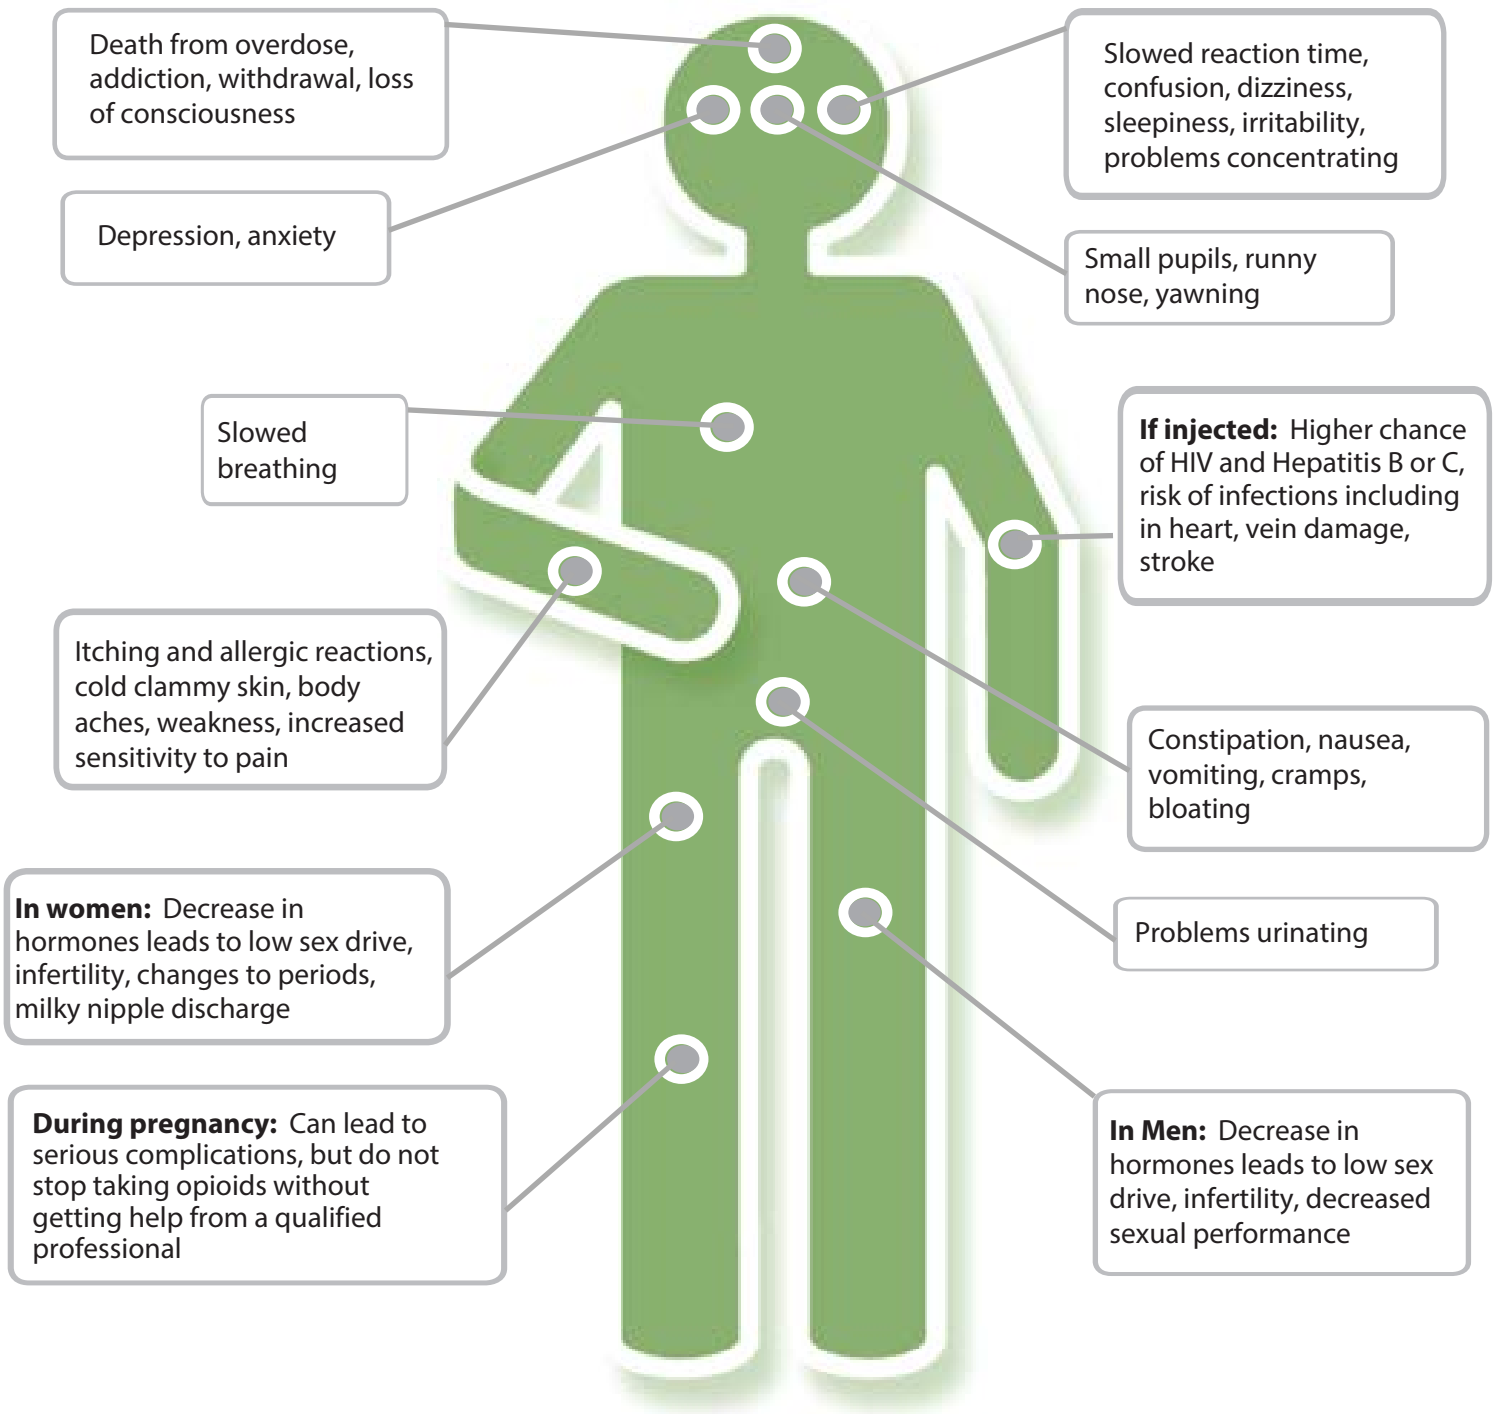 Death from overdose,
addiction, withdrawal, loss
of consciousness
Slowed reaction time,
confusion, dizziness,
sleepiness, irritability,
problems concentrating
Depression, anxiety
Small pupils, runny
nose, yawning
Slowed
breathing
If injected: Higher chance
of HIV and Hepatitis B or C,
risk of infections including
in heart, vein damage,
stroke
Itching and allergic reactions,
cold clammy skin, body
aches, weakness, increased
sensitivity to pain
Constipation, nausea,
vomiting, cramps,
bloating
In women: Decrease in
hormones leads to low sex drive,
infertility, changes to periods,
milky nipple discharge
Problems urinating
During pregnancy: Can lead to
serious complications, but do not
stop taking opioids without
getting help from a qualified
professional
In Men: Decrease in
hormones leads to low sex
drive, infertility, decreased
sexual performance